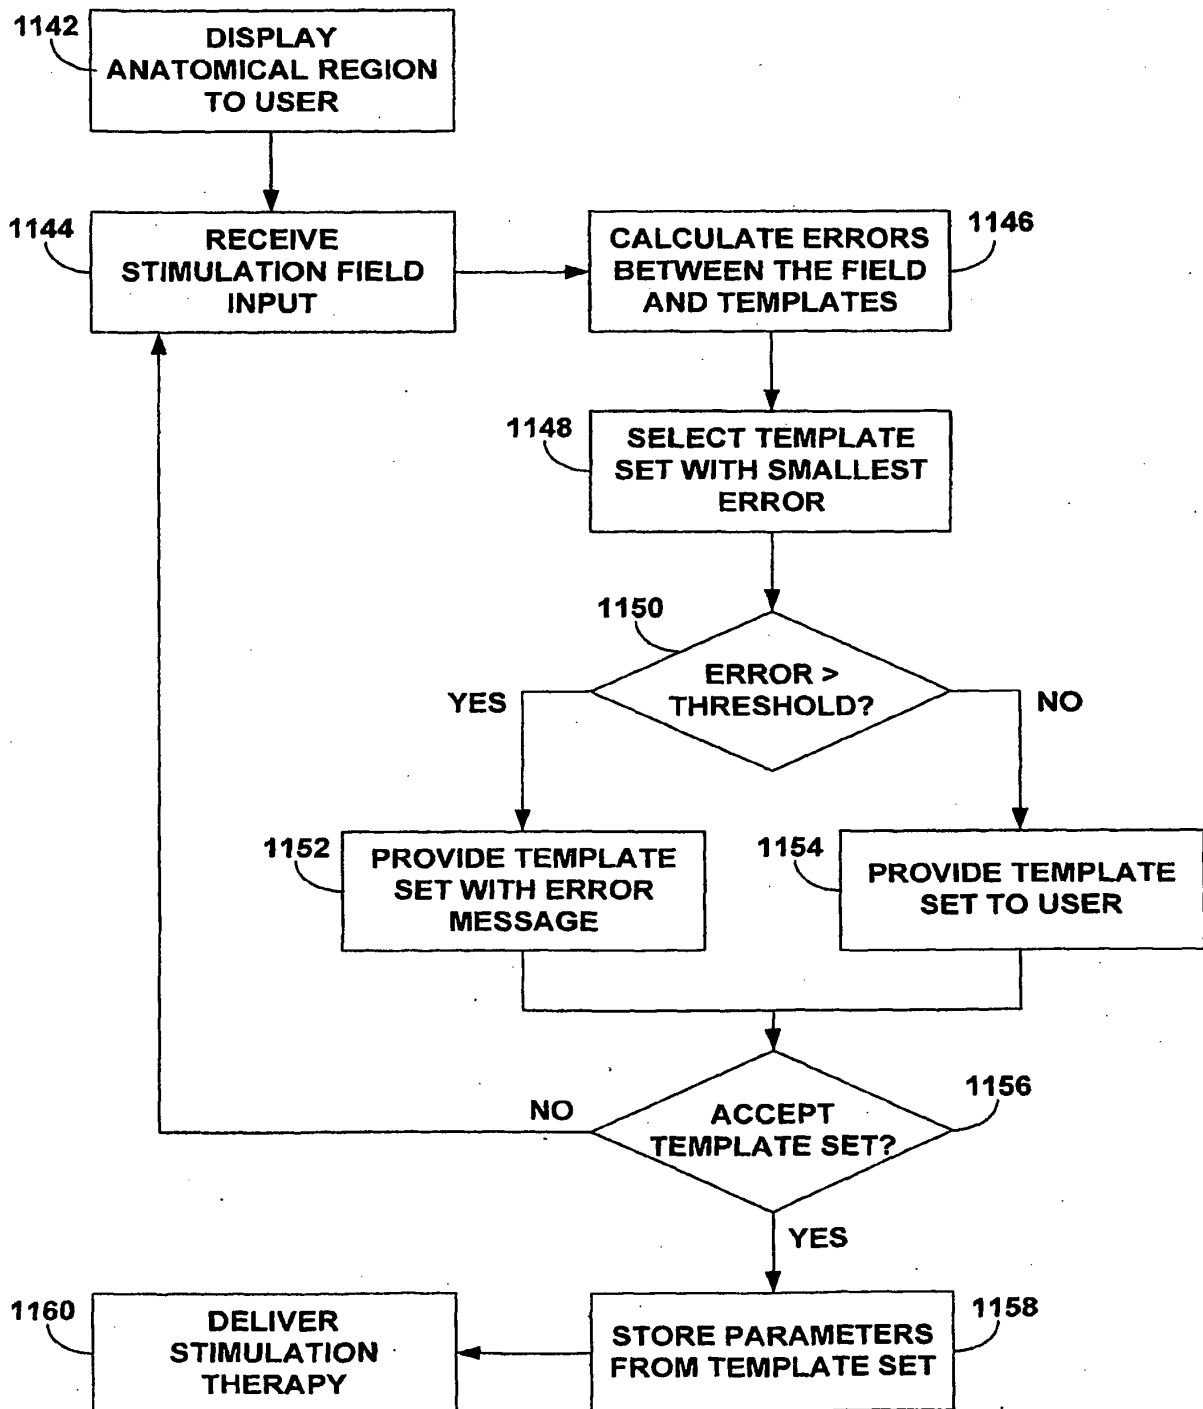 1142
DISPLAY
ANATOMICAL REGION
TO USER
1144
RECEIVE
STIMULATION FIELD
INPUT
1146
CALCULATE ERRORS
BETWEEN THE FIELD
AND TEMPLATES
1148
SELECT TEMPLATE
SET WITH SMALLEST
ERROR
1150
ERROR >
THRESHOLD?
YES
NO
1152
PROVIDE TEMPLATE
SET WITH ERROR
MESSAGE
1154
PROVIDE TEMPLATE
SET TO USER
1156
ACCEPT
TEMPLATE SET?
NO
YES
1158
STORE PARAMETERS
FROM TEMPLATE SET
1160
DELIVER
STIMULATION
THERAPY